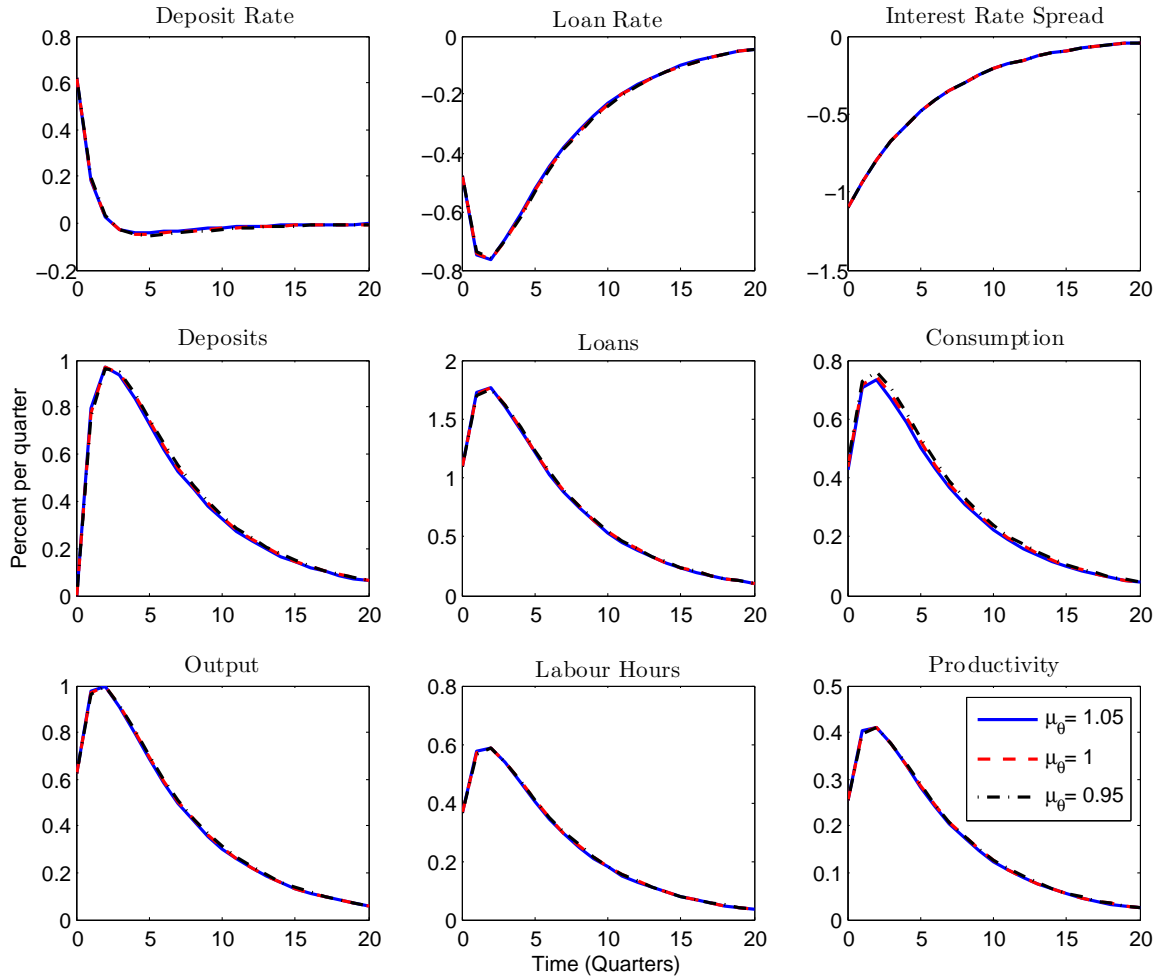 Deposit Rate
0.8
0.6
0.4
0.2
0
−0.2
0 5 10 15 20
Loan Rate
0
−0.2
−0.4
−0.6
−0.8
0 5 10 15 20
Interest Rate Spread
0
−0.5
−1
−1.5
0 5 10 15 20
Percent per quarter
Deposits
1
0.8
0.6
0.4
0.2
0
0 5 10 15 20
Loans
2
1.5
1
0.5
0
0 5 10 15 20
Consumption
0.8
0.6
0.4
0.2
0
0 5 10 15 20
Output
1
0.8
0.6
0.4
0.2
0
0 5 10 15 20
Labour Hours
0.8
0.6
0.4
0.2
0
0 5 10 15 20
Time (Quarters)
Productivity
0.5
0.4
0.3
0.2
0.1
0
0 5 10 15 20
μθ= 1.05
μθ= 1
μθ= 0.95